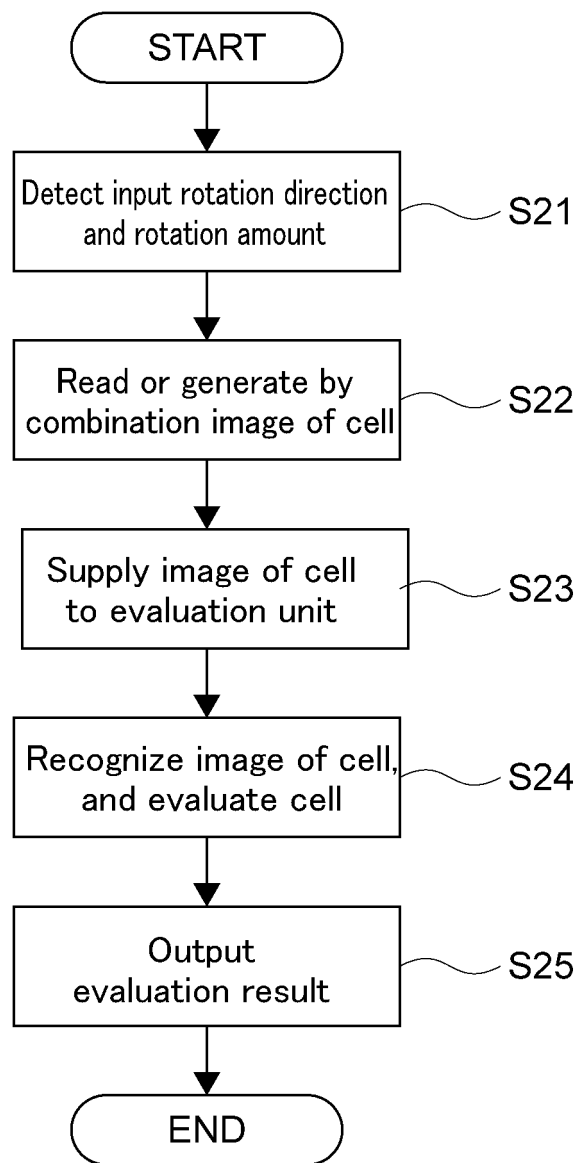 START
Detect input rotation direction
and rotation amount
S21
Read or generate by
combination image of cell
S22
Supply image of cell
to evaluation unit
S23
Recognize image of cell,
and evaluate cell
S24
Output
evaluation result
S25
END